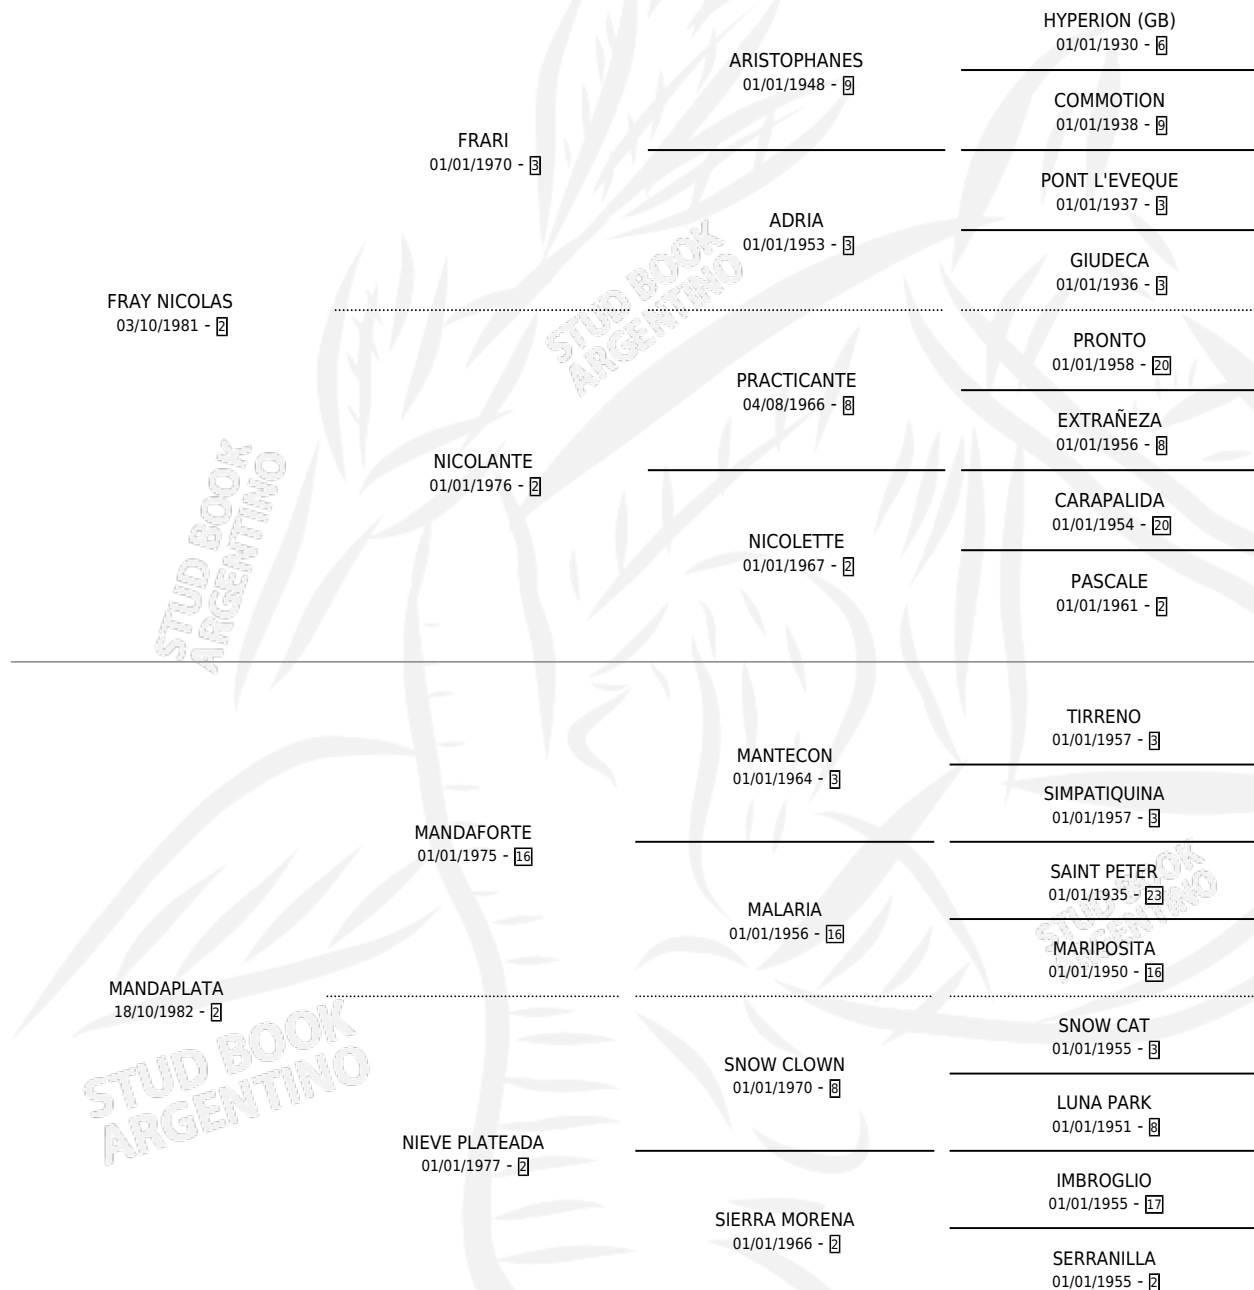 HYPERION (GB)
01/01/1930 - 6
ARISTOPHANES
01/01/1948 - 9
COMMOTION
01/01/1938 - 9
FRARI
01/01/1970 - 3
PONT L'EVEQUE
01/01/1937 - 3
ADRIA
01/01/1953 - 3
GIUDECA
01/01/1936 - 3
FRAY NICOLAS
03/10/1981 - 2
STUD BOOK
ARGENTINO
PRONTO
01/01/1958 - 20
PRACTICANTE
04/08/1966 - 8
EXTRAÑEZA
01/01/1956 - 8
NICOLANTE
01/01/1976 - 2
CARAPALIDA
01/01/1954 - 20
NICOLETTE
01/01/1967 - 2
PASCALE
01/01/1961 - 2
STUD BOOK
ARGENTINO
TIRRENO
01/01/1957 - 3
MANTECON
01/01/1964 - 3
SIMPATIQUINA
01/01/1957 - 3
MANDAFORTE
01/01/1975 - 16
SAINT PETER
01/01/1935 - 23
MALARIA
01/01/1956 - 16
STUD BOOK
ARGENTINO
MARIPOSITA
01/01/1950 - 16
MANDAPLATA
18/10/1982 - 2
SNOW CAT
01/01/1955 - 3
SNOW CLOWN
01/01/1970 - 8
STUD BOOK
ARGENTINO
LUNA PARK
01/01/1951 - 8
NIEVE PLATEADA
01/01/1977 - 2
IMBROGLIO
01/01/1955 - 17
SIERRA MORENA
01/01/1966 - 2
SERRANILLA
01/01/1955 - 2